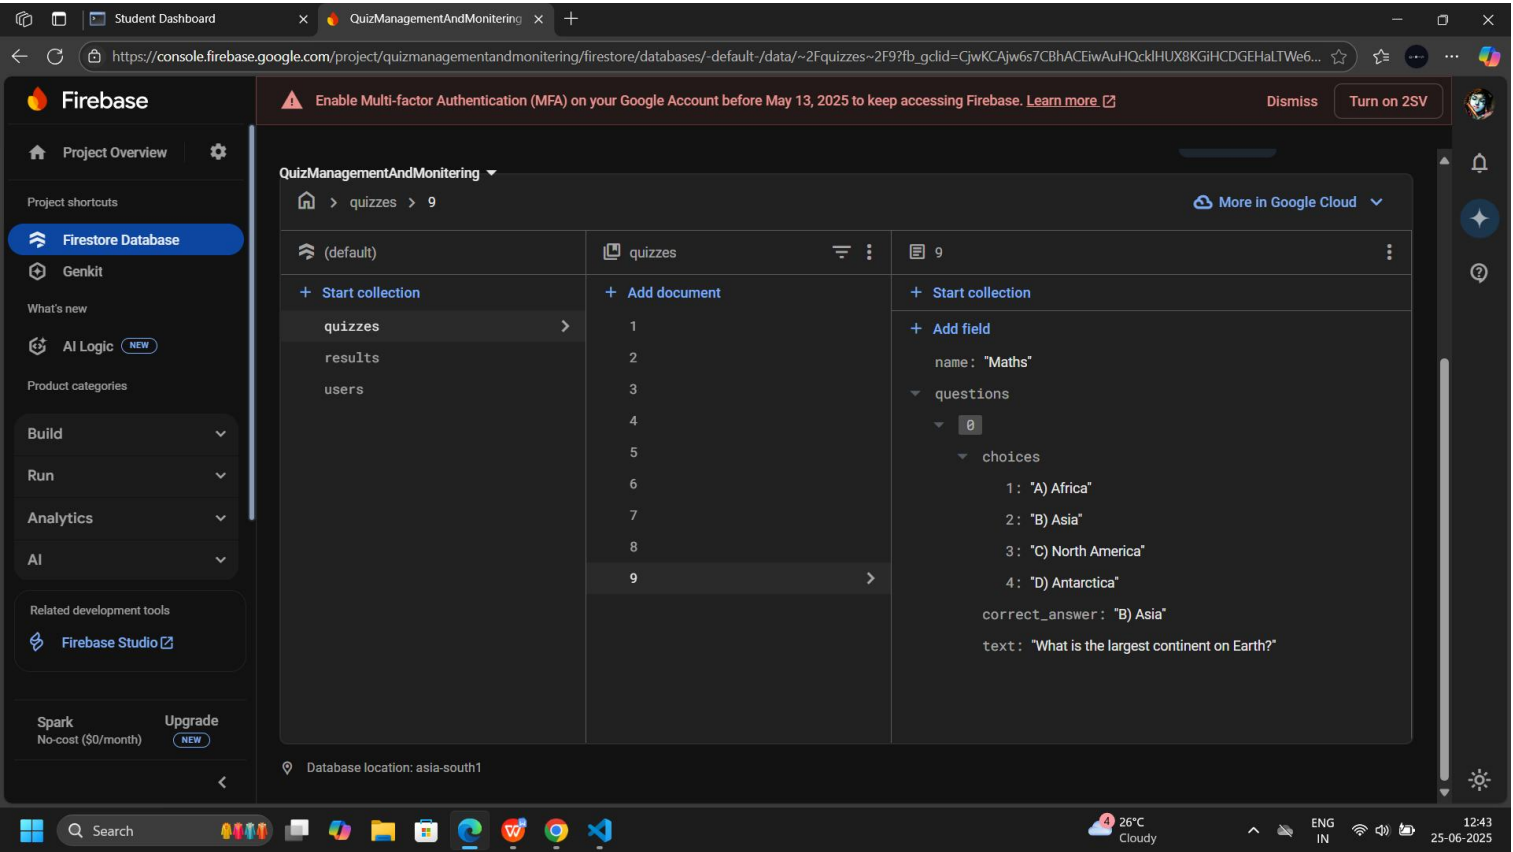 Student Dashboard
QuizManagementAndMonitering
https://console.firebase.google.com/project/quizmanagementandmonitering/firestore/databases/-default-/data/~2Fquizzes~2F9?fb_gclid=CjwKCAjw6s7CBhACEiwAuHQcklHUX8KGiHCDGEHaLTWe6...
Firebase
Enable Multi-factor Authentication (MFA) on your Google Account before May 13, 2025 to keep accessing Firebase. Learn more
Dismiss
Turn on 2SV
Project Overview
Project shortcuts
Firestore Database
Genkit
What's new
AI Logic NEW
Product categories
Build
Run
Analytics
AI
Related development tools
Firebase Studio
Spark
No-cost ($0/month)
Upgrade
NEW
QuizManagementAndMonitering
quizzes > 9
More in Google Cloud
(default)
+ Start collection
quizzes
results
users
quizzes
+ Add document
1
2
3
4
5
6
7
8
9
9
+ Start collection
+ Add field
name: "Maths"
questions
0
choices
1: "A) Africa"
2: "B) Asia"
3: "C) North America"
4: "D) Antarctica"
correct_answer: "B) Asia"
text: "What is the largest continent on Earth?"
Database location: asia-south1
Search
4
26°C
Cloudy
ENG
IN
12:43
25-06-2025